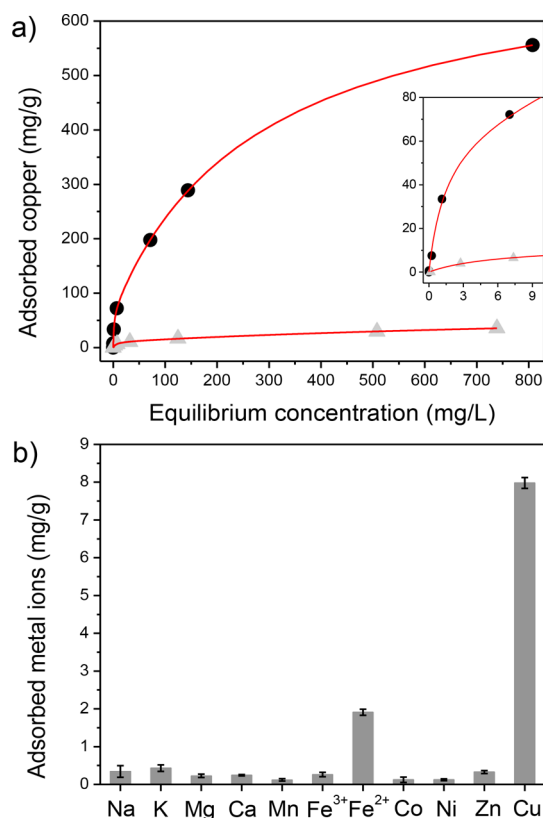 a)
Adsorbed copper (mg/g)
600
500
400
300
200
100
0
0 100 200 300 400 500 600 700 800
Equilibrium concentration (mg/L)
80
60
40
20
0
0 3 6 9
b)
Adsorbed metal ions (mg/g)
9
8
7
6
5
4
3
2
1
0
Na K Mg Ca Mn Fe³⁺ Fe²⁺ Co Ni Zn Cu